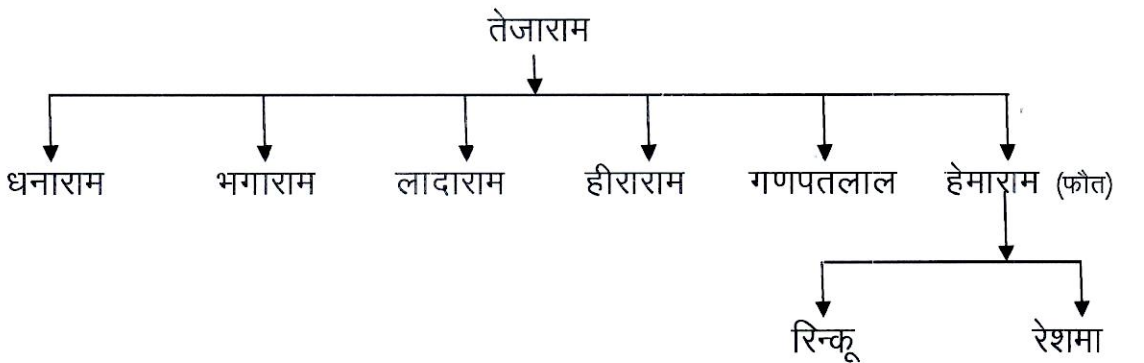 तेजाराम
धनाराम भगाराम लादाराम हीराराम गणपतलाल हेमाराम (फौत)
रिन्कू रेशमा